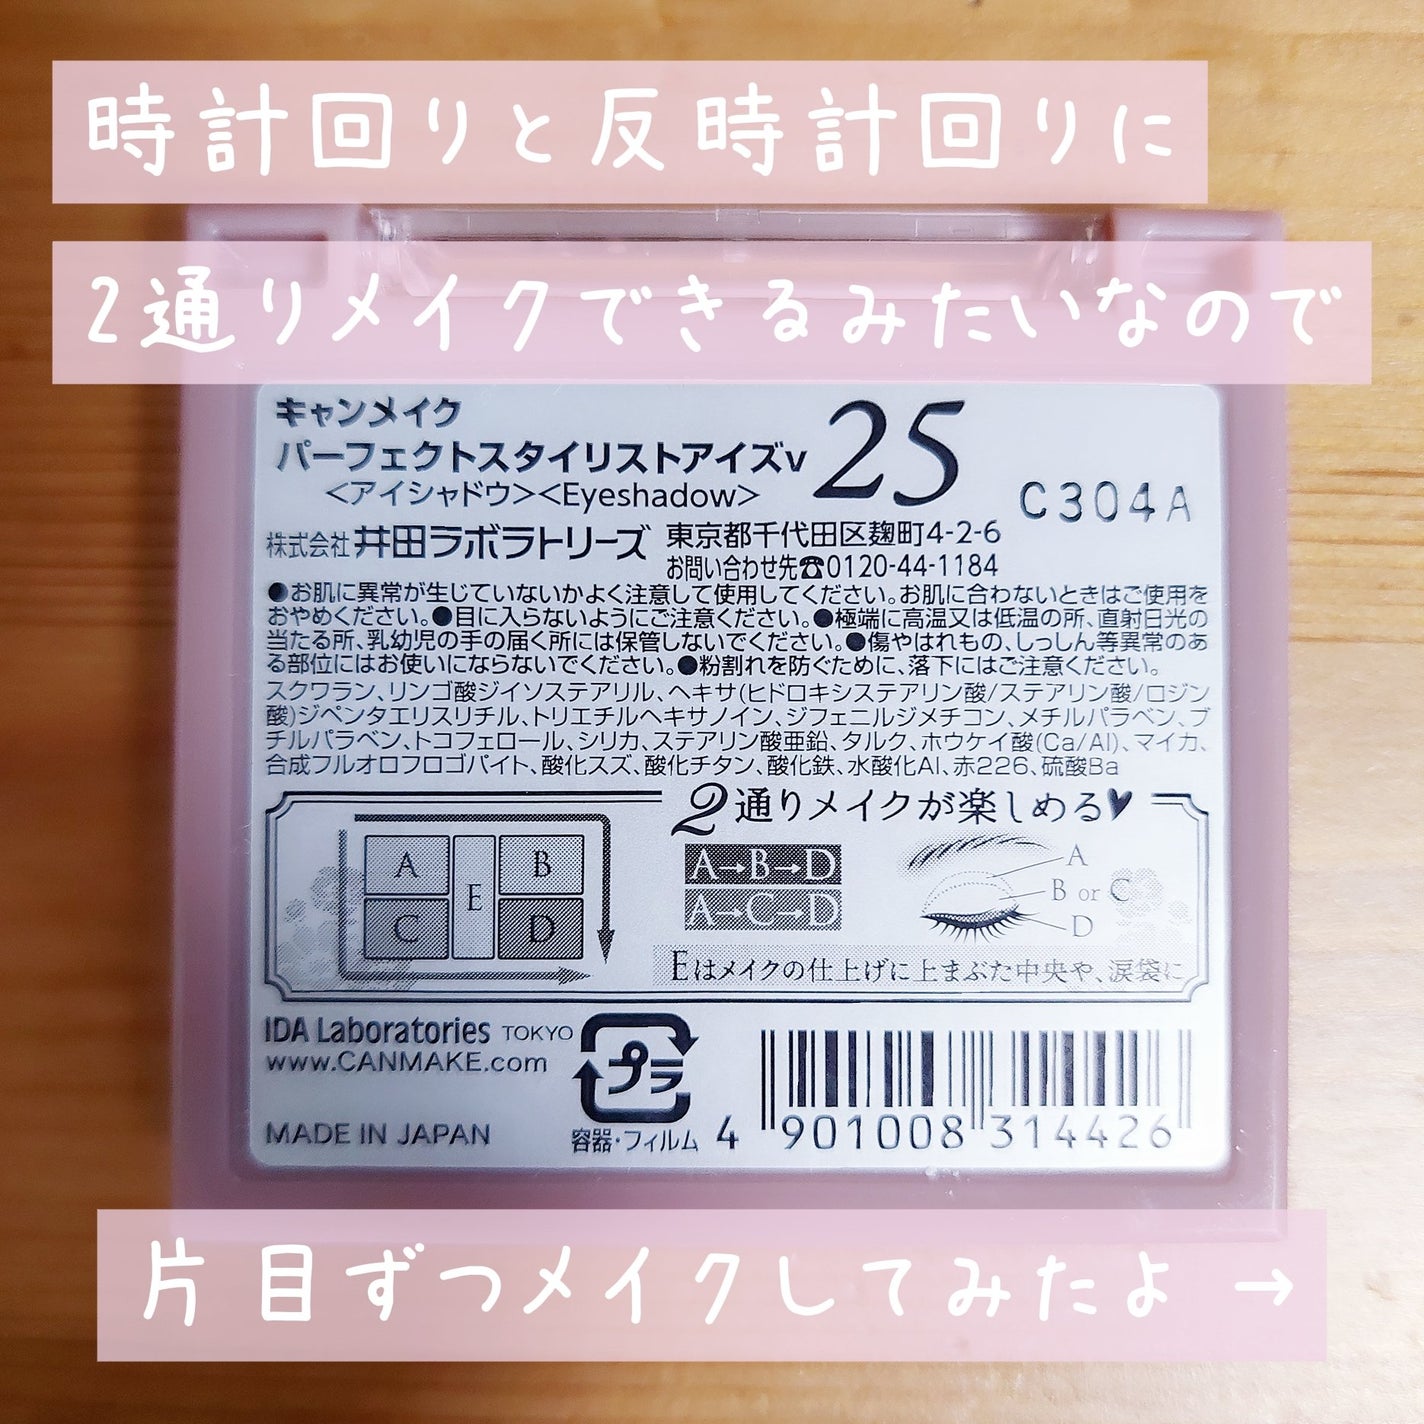 時計回りと反時計回りに
2通りメイクできるみたいなので
キャンメイク
パーフェクトスタイリストアイズv 25
<アイシャドウ><Eyeshadow>
C304A
株式会社 井田ラボラトリーズ
東京都千代田区麹町4-2-6
お問い合わせ先☎0120-44-1184
●お肌に異常が生じていないかよく注意して使用してください。お肌に合わないときはご使用を
おやめください。●目に入らないようにご注意ください。●極端に高温又は低温の所、直射日光の
当たる所、乳幼児の手の届く所には保管しないでください。●傷やはれもの、しっしん等異常のあ
る部位にはお使いにならないでください。●粉割れを防ぐために、落下にはご注意ください。
スクワラン、リンゴ酸ジイソステアリル、ヘキサ(ヒドロキシステアリン酸/ステアリン酸/ロジン
酸)ジペンタエリスリチル、トリエチルヘキサノイン、ジフェニルジメチコン、メチルパラベン、ブ
チルパラベン、トコフェロール、シリカ、ステアリン酸亜鉛、タルク、ホウケイ酸(Ca/Al)、マイカ、
合成フルオロフロゴパイト、酸化スズ、酸化チタン、酸化鉄、水酸化Al、赤226、硫酸Ba
2通りメイクが楽しめる♥
A E B
C D
A→B→D
A→C→D
A
B or C
D
Eはメイクの仕上げに上まぶた中央や、涙袋に
IDA Laboratories TOKYO
www.CANMAKE.com
MADE IN JAPAN
プラ
容器・フィルム
4 901008 314426
片目ずつメイクしてみたよ →